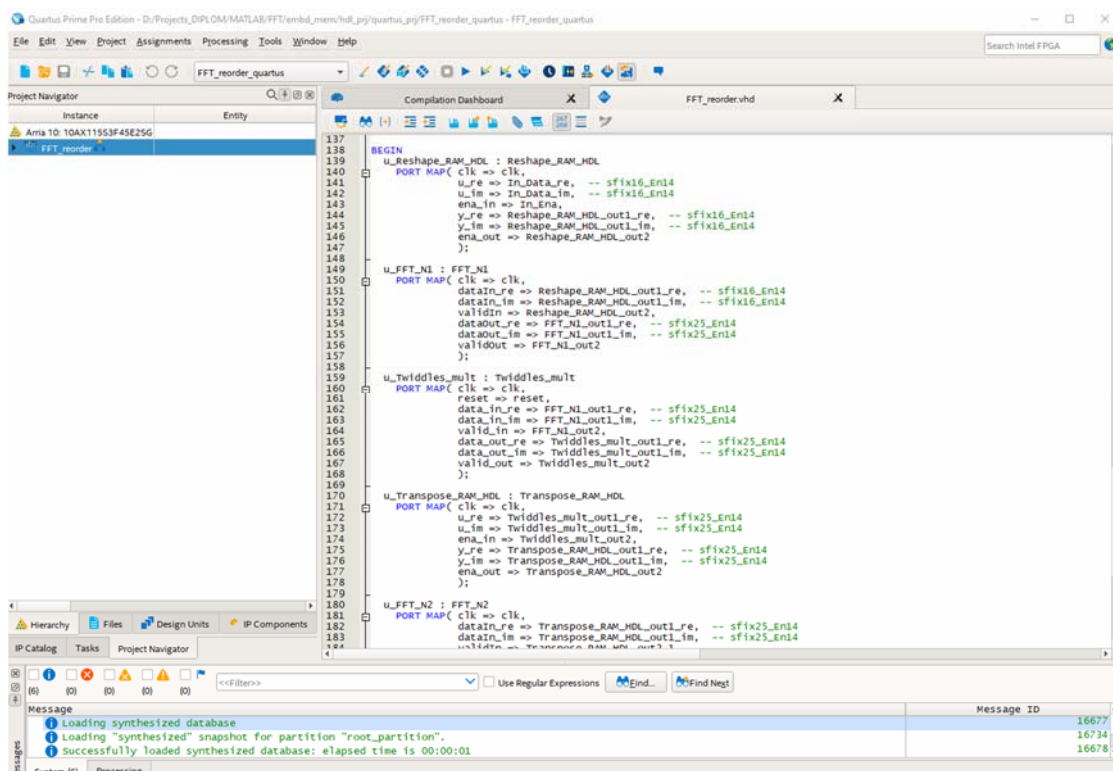 Quartus Prime Pro Edition - D:/Projects_DIPLOM/MATLAB/FFT/embd_mem/hdl_prj/quartus_prj/FFT_reorder_quartus - FFT_reorder_quartus
File Edit View Project Assignments Processing Tools Window Help
Search Intel FPGA
FFT_reorder_quartus
Project Navigator
Instance Entity
Arria 10: 10AX115S3F45E2SG
FFT_reorder
Compilation Dashboard
FFT_reorder.vhd
137
138 BEGIN
139 u_Reshape_RAM_HDL : Reshape_RAM_HDL
140 PORT MAP( clk => clk,
141 u_re => In_Data_re, -- sfix16_En14
142 u_im => In_Data_im, -- sfix16_En14
143 ena_in => In_Ena,
144 y_re => Reshape_RAM_HDL_out1_re, -- sfix16_En14
145 y_im => Reshape_RAM_HDL_out1_im, -- sfix16_En14
146 ena_out => Reshape_RAM_HDL_out2
147 );
148
149 u_FFT_N1 : FFT_N1
150 PORT MAP( clk => clk,
151 dataIn_re => Reshape_RAM_HDL_out1_re, -- sfix16_En14
152 dataIn_im => Reshape_RAM_HDL_out1_im, -- sfix16_En14
153 validIn => Reshape_RAM_HDL_out2,
154 dataOut_re => FFT_N1_out1_re, -- sfix25_En14
155 dataOut_im => FFT_N1_out1_im, -- sfix25_En14
156 validOut => FFT_N1_out2
157 );
158
159 u_Twiddles_mult : Twiddles_mult
160 PORT MAP( clk => clk,
161 reset => reset,
162 data_in_re => FFT_N1_out1_re, -- sfix25_En14
163 data_in_im => FFT_N1_out1_im, -- sfix25_En14
164 valid_in => FFT_N1_out2,
165 data_out_re => Twiddles_mult_out1_re, -- sfix25_En14
166 data_out_im => Twiddles_mult_out1_im, -- sfix25_En14
167 valid_out => Twiddles_mult_out2
168 );
169
170 u_Transpose_RAM_HDL : Transpose_RAM_HDL
171 PORT MAP( clk => clk,
172 u_re => Twiddles_mult_out1_re, -- sfix25_En14
173 u_im => Twiddles_mult_out1_im, -- sfix25_En14
174 ena_in => Twiddles_mult_out2,
175 y_re => Transpose_RAM_HDL_out1_re, -- sfix25_En14
176 y_im => Transpose_RAM_HDL_out1_im, -- sfix25_En14
177 ena_out => Transpose_RAM_HDL_out2
178 );
179
180 u_FFT_N2 : FFT_N2
181 PORT MAP( clk => clk,
182 dataIn_re => Transpose_RAM_HDL_out1_re, -- sfix25_En14
183 dataIn_im => Transpose_RAM_HDL_out1_im, -- sfix25_En14
Hierarchy Files Design Units IP Components
IP Catalog Tasks Project Navigator
(6) (0) (0) (0) (0)
<<Filter>> Use Regular Expressions Find... Find Next
Message Message ID
Loading synthesized database 16677
Loading "synthesized" snapshot for partition "root_partition". 16734
Successfully loaded synthesized database: elapsed time is 00:00:01 16678